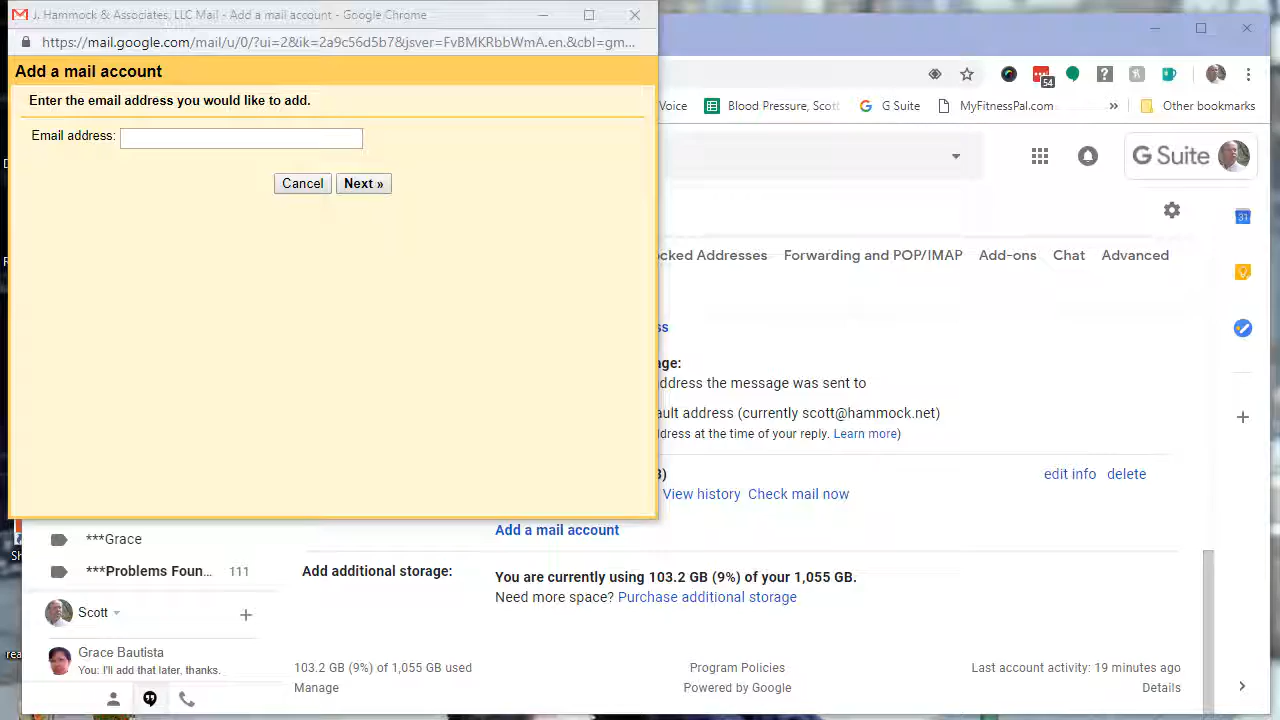 J. Hammock & Associates, LLC Mail - Add a mail account - Google Chrome
https://mail.google.com/mail/u/0/?ui=2&ik=2a9c56d5b7&jsver=FyBMKRbbWmA.en.&cbl=gm...
Add a mail account
Enter the email address you would like to add.
Email address:
Cancel
Next »
54
Voice
Blood Pressure, Scott
G Suite
MyFitnessPal.com
»
Other bookmarks
G Suite
31
cked Addresses
Forwarding and POP/IMAP
Add-ons
Chat
Advanced
ss
age:
ddress the message was sent to
ault address (currently scott@hammock.net)
ddress at the time of your reply. Learn more)
edit info
delete
View history
Check mail now
Add a mail account
***Grace
***Problems Foun...
111
Add additional storage:
You are currently using 103.2 GB (9%) of your 1,055 GB.
Need more space? Purchase additional storage
Scott
Grace Bautista
You: I'll add that later, thanks.
103.2 GB (9%) of 1,055 GB used
Manage
Program Policies
Powered by Google
Last account activity: 19 minutes ago
Details